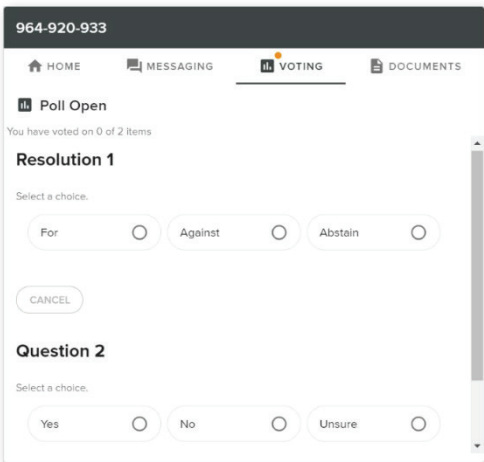 964-920-933
HOME MESSAGING VOTING DOCUMENTS
Poll Open
You have voted on 0 of 2 items
Resolution 1
Select a choice.
For Against Abstain
CANCEL
Question 2
Select a choice.
Yes No Unsure